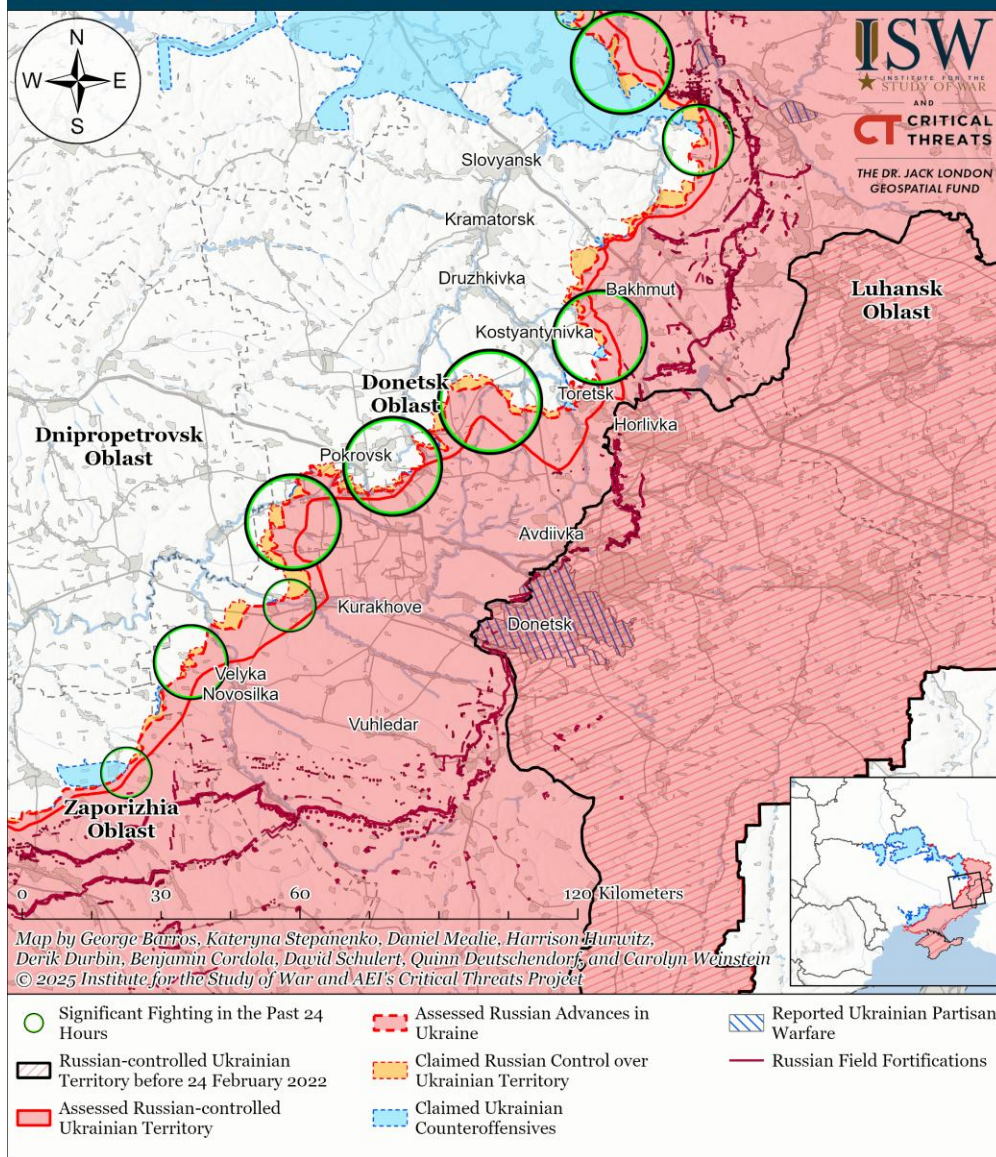 N
W E
S
ISW
INSTITUTE FOR THE
STUDY OF WAR
AND
CT CRITICAL
THREATS
THE DR. JACK LONDON
GEOSPATIAL FUND
Slovyansk
Kramatorsk
Druzhkivka
Luhansk
Oblast
Bakhmut
Kostyantynivka
Donetsk
Oblast
Toretsk
Dnipropetrovsk
Oblast
Horlivka
Pokrovsk
Avdiivka
Kurakhove
Donetsk
Velyka
Novosilka
Vuhledar
Zaporizhia
Oblast
0 30 60 120 Kilometers
Map by George Barros, Kateryna Stepanenko, Daniel Mealie, Harrison Hurwitz,
Derik Durbin, Benjamin Cordola, David Schulert, Quinn Deutschendorf, and Carolyn Weinstein
© 2025 Institute for the Study of War and AEI's Critical Threats Project
Significant Fighting in the Past 24
Hours
Russian-controlled Ukrainian
Territory before 24 February 2022
Assessed Russian-controlled
Ukrainian Territory
Assessed Russian Advances in
Ukraine
Claimed Russian Control over
Ukrainian Territory
Claimed Ukrainian
Counteroffensives
Reported Ukrainian Partisan
Warfare
Russian Field Fortifications